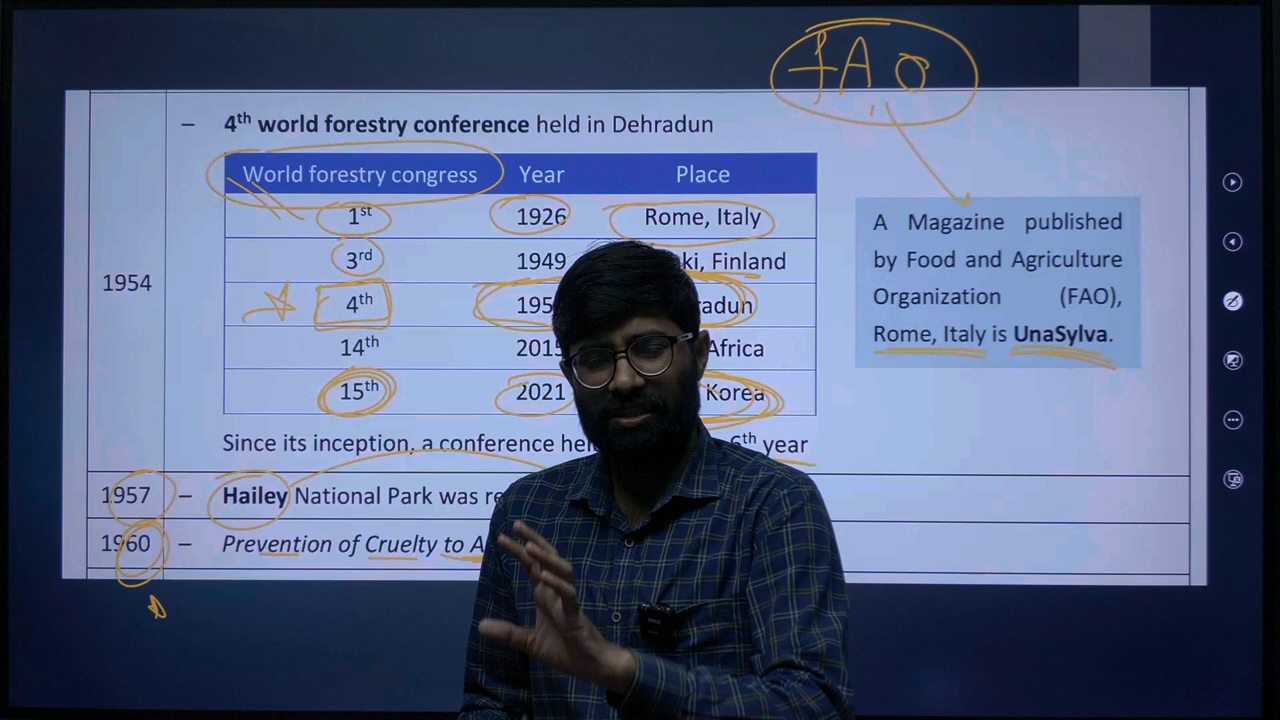 FAO
– 4th world forestry conference held in Dehradun
World forestry congress Year Place
1st 1926 Rome, Italy
3rd 1949 Finland
1954
4th
14th 2015 Africa
15th 2021 Korea
A Magazine published
by Food and Agriculture
Organization (FAO),
Rome, Italy is UnaSylva.
Since its inception, a conference 6th year
1957 – Hailey National Park was
1960 – Prevention of Cruelty to